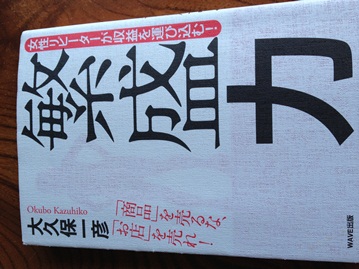 女性リピーターが収益を運び込む!
繁盛力
「商品」を売るな、
「お店」を売れ!
Okubo Kazuhiko
大久保一彦
WAVE出版